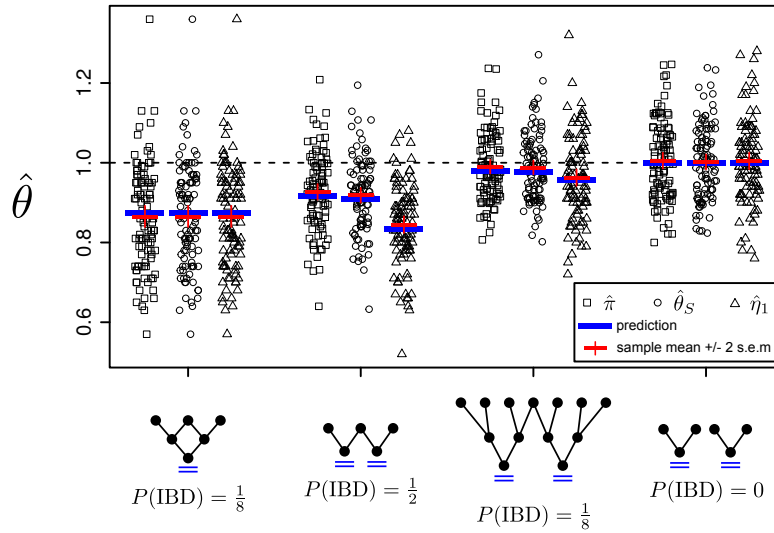 1.2
1.0
0.8
0.6
θ̂
π̂ θ̂_S η̂_1
prediction
sample mean +/- 2 s.e.m
P(IBD) = 1/8
P(IBD) = 1/2
P(IBD) = 1/8
P(IBD) = 0